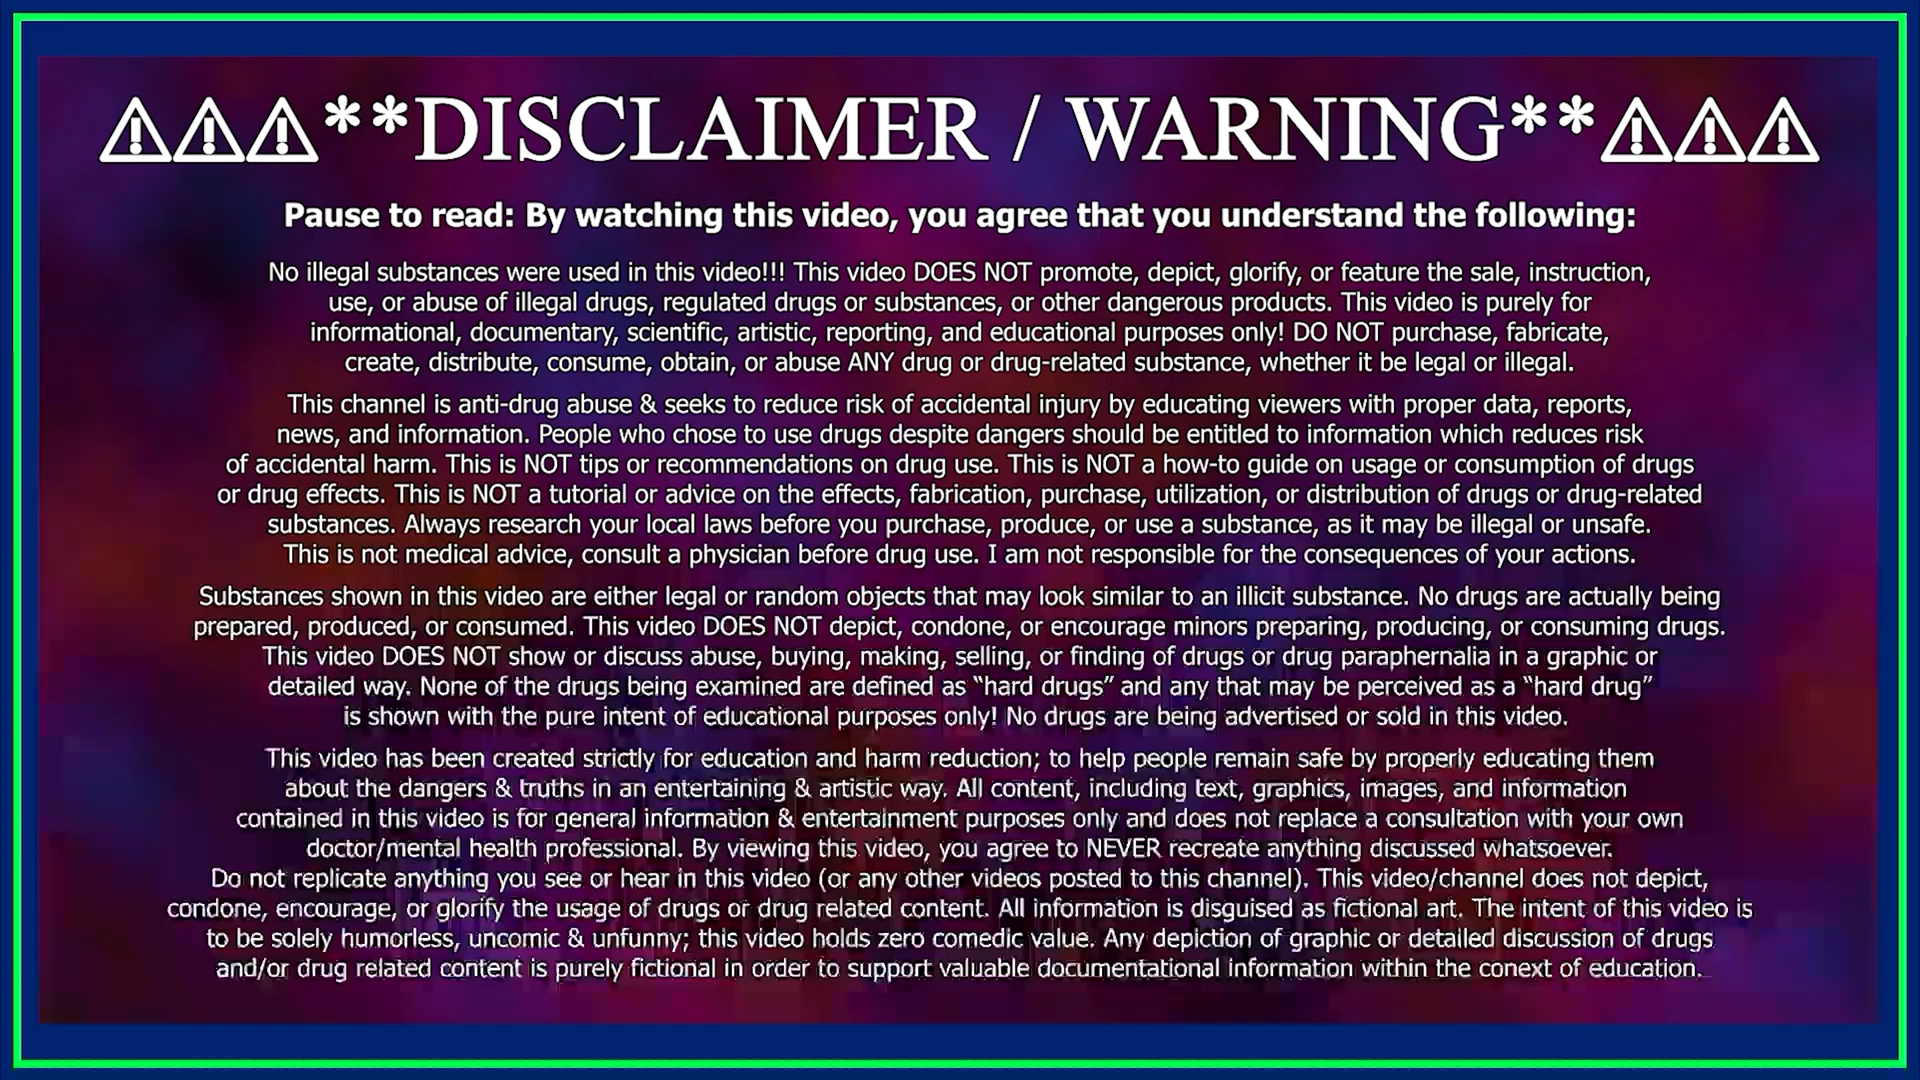 ⚠⚠⚠**DISCLAIMER / WARNING**⚠⚠⚠
Pause to read: By watching this video, you agree that you understand the following:
No illegal substances were used in this video!!! This video DOES NOT promote, depict, glorify, or feature the sale, instruction,
use, or abuse of illegal drugs, regulated drugs or substances, or other dangerous products. This video is purely for
informational, documentary, scientific, artistic, reporting, and educational purposes only! DO NOT purchase, fabricate,
create, distribute, consume, obtain, or abuse ANY drug or drug-related substance, whether it be legal or illegal.
This channel is anti-drug abuse & seeks to reduce risk of accidental injury by educating viewers with proper data, reports,
news, and information. People who chose to use drugs despite dangers should be entitled to information which reduces risk
of accidental harm. This is NOT tips or recommendations on drug use. This is NOT a how-to guide on usage or consumption of drugs
or drug effects. This is NOT a tutorial or advice on the effects, fabrication, purchase, utilization, or distribution of drugs or drug-related
substances. Always research your local laws before you purchase, produce, or use a substance, as it may be illegal or unsafe.
This is not medical advice, consult a physician before drug use. I am not responsible for the consequences of your actions.
Substances shown in this video are either legal or random objects that may look similar to an illicit substance. No drugs are actually being
prepared, produced, or consumed. This video DOES NOT depict, condone, or encourage minors preparing, producing, or consuming drugs.
This video DOES NOT show or discuss abuse, buying, making, selling, or finding of drugs or drug paraphernalia in a graphic or
detailed way. None of the drugs being examined are defined as “hard drugs” and any that may be perceived as a “hard drug”
is shown with the pure intent of educational purposes only! No drugs are being advertised or sold in this video.
This video has been created strictly for education and harm reduction; to help people remain safe by properly educating them
about the dangers & truths in an entertaining & artistic way. All content, including text, graphics, images, and information
contained in this video is for general information & entertainment purposes only and does not replace a consultation with your own
doctor/mental health professional. By viewing this video, you agree to NEVER recreate anything discussed whatsoever.
Do not replicate anything you see or hear in this video (or any other videos posted to this channel). This video/channel does not depict,
condone, encourage, or glorify the usage of drugs or drug related content. All information is disguised as fictional art. The intent of this video is
to be solely humorless, uncomic & unfunny; this video holds zero comedic value. Any depiction of graphic or detailed discussion of drugs
and/or drug related content is purely fictional in order to support valuable documentational information within the conext of education.